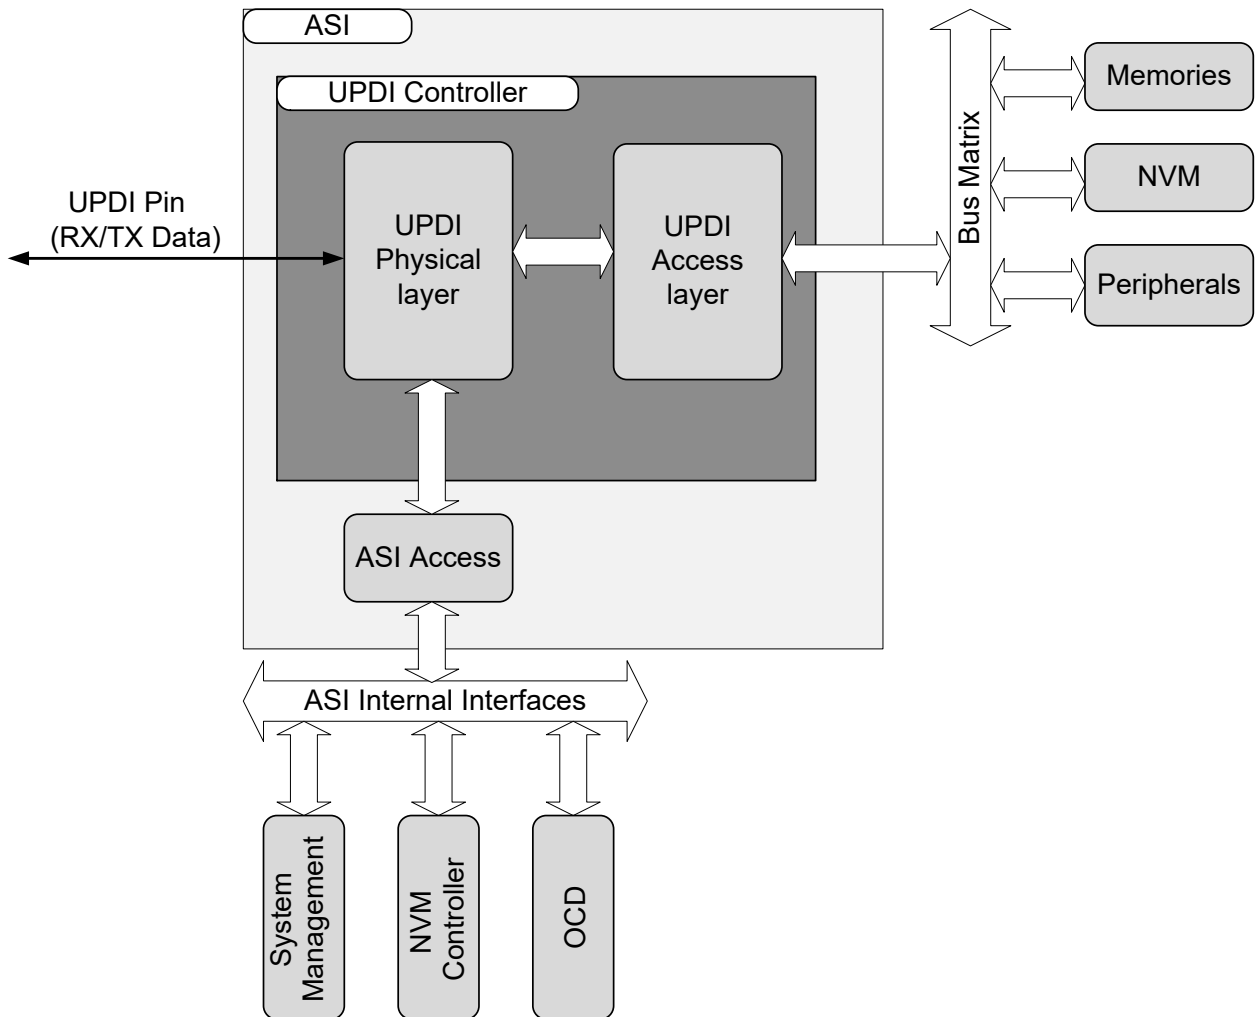 ASI
UPDI Controller
UPDI Pin
(RX/TX Data)
UPDI
Physical
layer
UPDI
Access
layer
Bus Matrix
Memories
NVM
Peripherals
ASI Access
ASI Internal Interfaces
System
Management
NVM
Controller
OCD